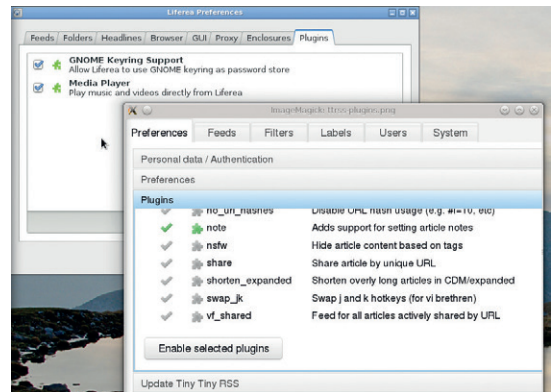 Liferea Preferences
Feeds Folders Headlines Browser GUI Proxy Enclosures Plugins
GNOME Keyring Support
Allow Liferea to use GNOME keyring as password store
Media Player
Play music and videos directly from Liferea
ImageMagick: ttrss-plugins.png
Preferences Feeds Filters Labels Users System
Personal data / Authentication
Preferences
Plugins
no_url_hashes Disable URL hash usage (e.g. #f=10, etc)
note Adds support for setting article notes
nsfw Hide article content based on tags
share Share article by unique URL
shorten_expanded Shorten overly long articles in CDM/expanded
swap_jk Swap j and k hotkeys (for vi brethren)
vf_shared Feed for all articles actively shared by URL
Enable selected plugins
Update Tiny Tiny RSS